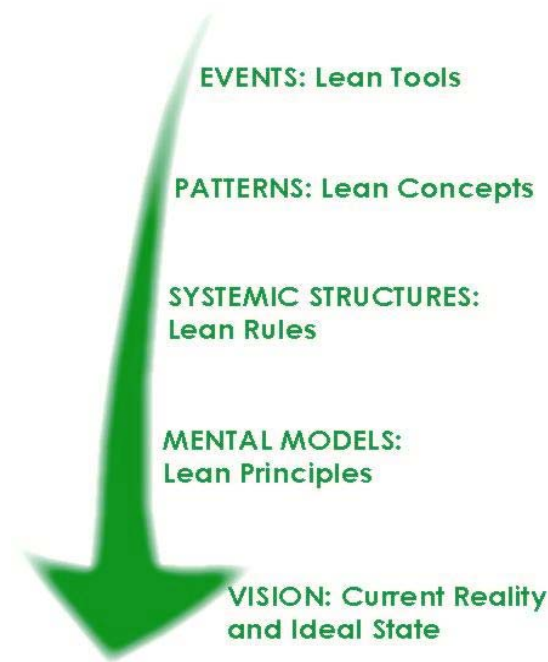 EVENTS: Lean Tools
PATTERNS: Lean Concepts
SYSTEMIC STRUCTURES:
Lean Rules
MENTAL MODELS:
Lean Principles
VISION: Current Reality
and Ideal State